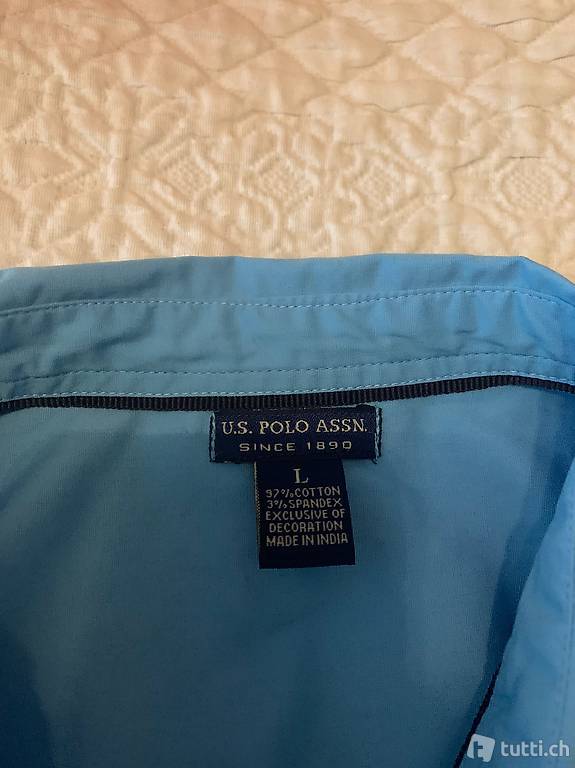 U.S. POLO ASSN.
SINCE 1890
L
97% COTTON
3% SPANDEX
EXCLUSIVE OF
DECORATION
MADE IN INDIA
tutti.ch